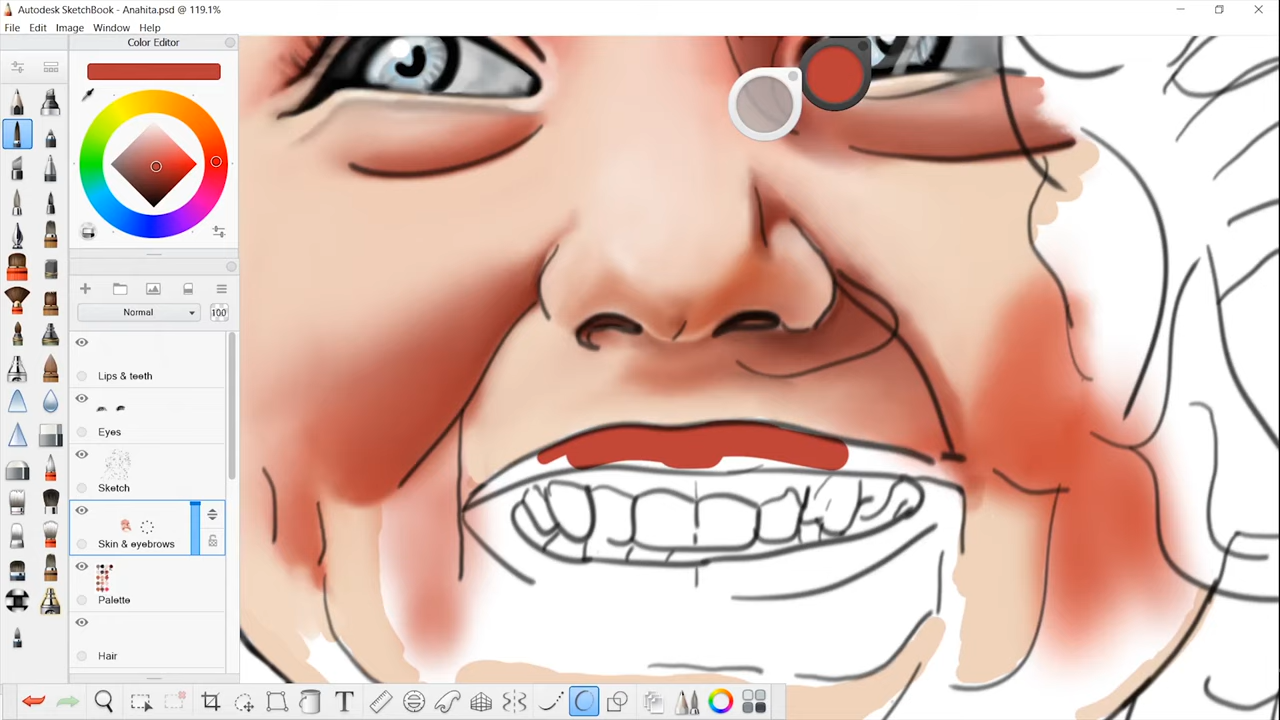 Autodesk SketchBook - Anahita.psd @ 119.1%
File Edit Image Window Help
Color Editor
Normal 100
Lips & teeth
Eyes
Sketch
Skin & eyebrows
Palette
Hair
T